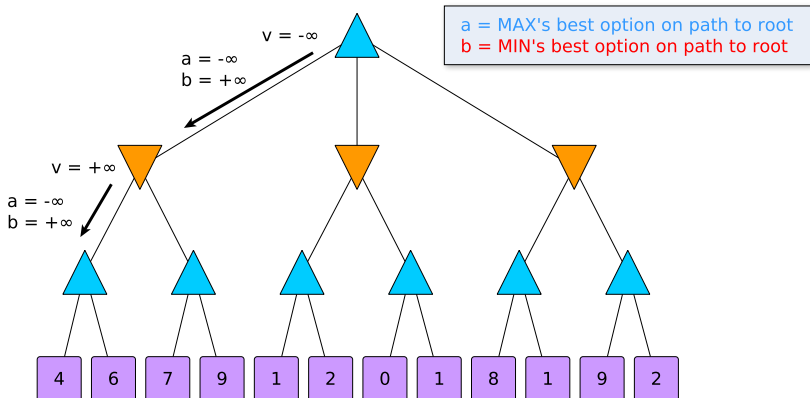 a = MAX's best option on path to root
b = MIN's best option on path to root
v = -∞
a = -∞
b = +∞
v = +∞
a = -∞
b = +∞
4 6 7 9 1 2 0 1 8 1 9 2